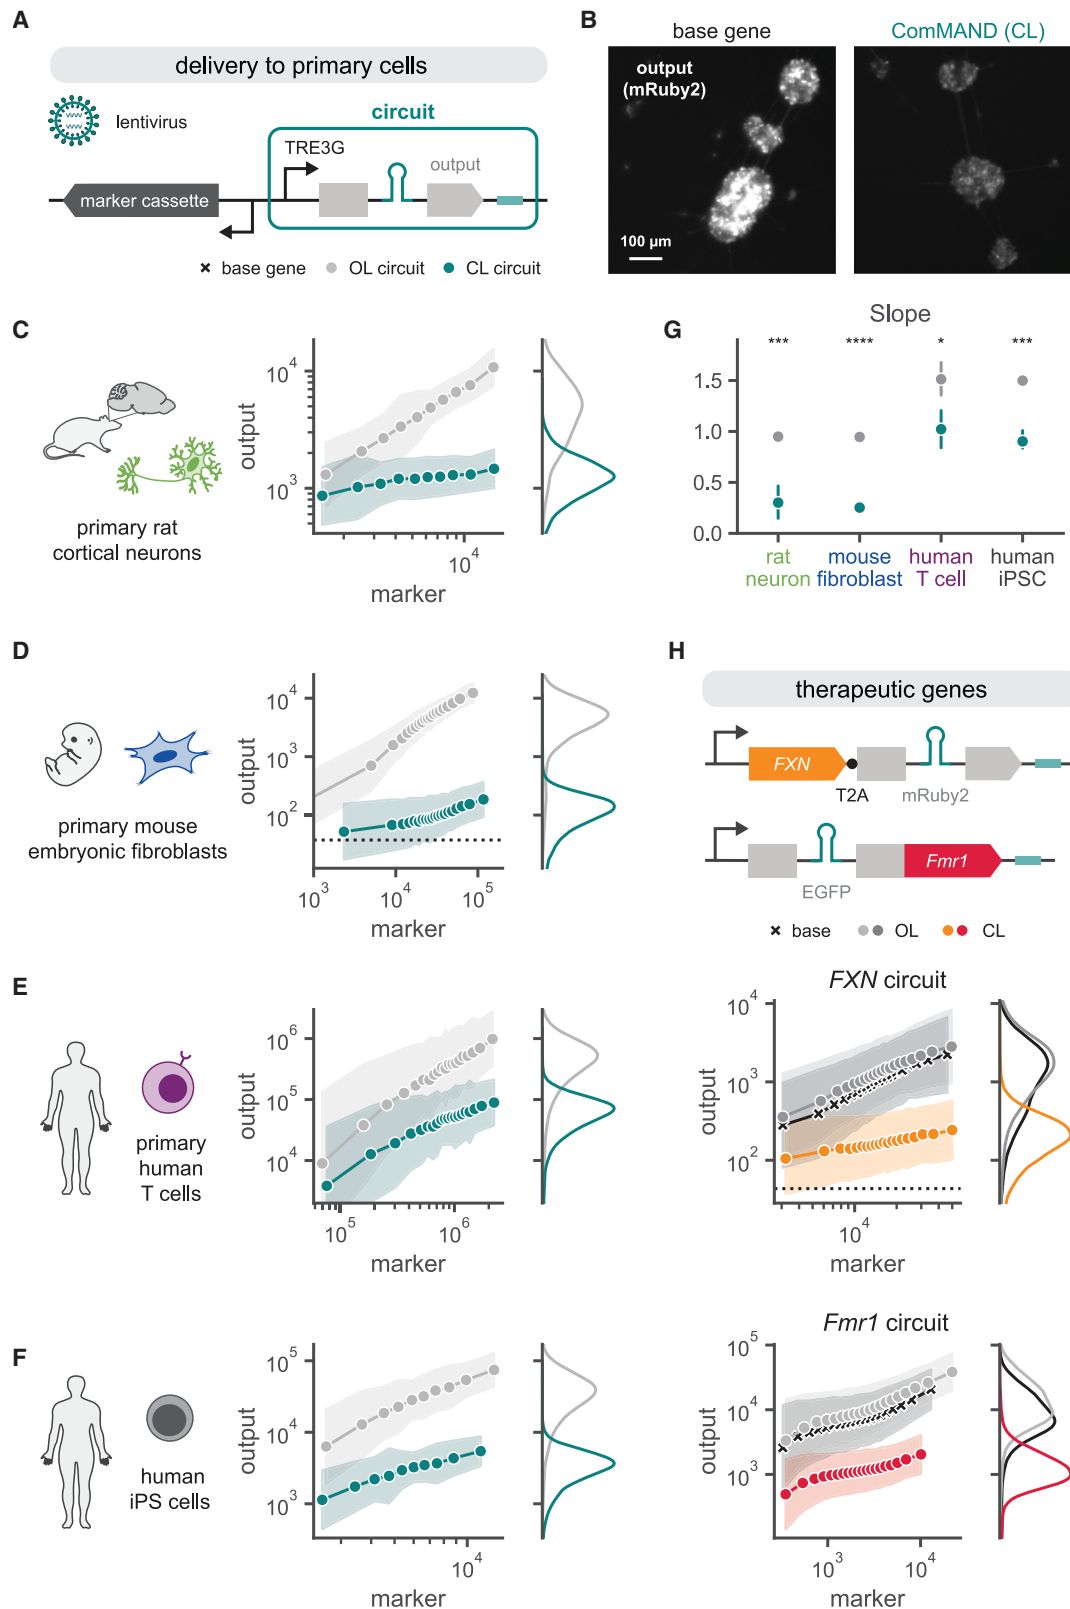 A
delivery to primary cells
lentivirus
circuit
TRE3G
output
marker cassette
base gene
OL circuit
CL circuit
B
base gene
ComMAND (CL)
output
(mRuby2)
100 µm
C
primary rat
cortical neurons
output
10^4
10^3
10^4
marker
G
Slope
***
****
*
***
1.5
1.0
0.5
0.0
rat
neuron
mouse
fibroblast
human
T cell
human
iPSC
D
primary mouse
embryonic fibroblasts
output
10^4
10^3
10^2
10^3
10^4
10^5
marker
H
therapeutic genes
FXN
T2A
mRuby2
EGFP
Fmr1
base
OL
CL
E
primary
human
T cells
output
10^6
10^5
10^4
10^5
10^6
marker
FXN circuit
output
10^4
10^3
10^2
10^4
marker
F
human
iPS cells
output
10^5
10^4
10^3
10^4
marker
Fmr1 circuit
output
10^5
10^4
10^3
10^3
10^4
marker